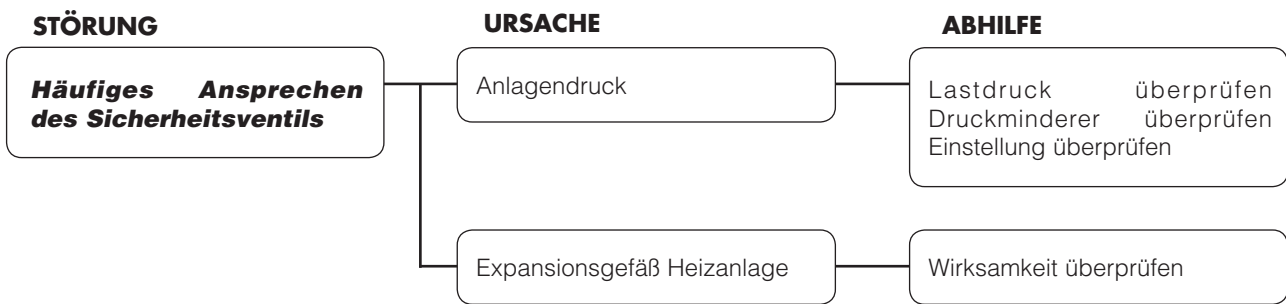 STÖRUNG
URSACHE
ABHILFE
Häufiges Ansprechen
des Sicherheitsventils
Anlagendruck
Lastdruck überprüfen
Druckminderer überprüfen
Einstellung überprüfen
Expansionsgefäß Heizanlage
Wirksamkeit überprüfen